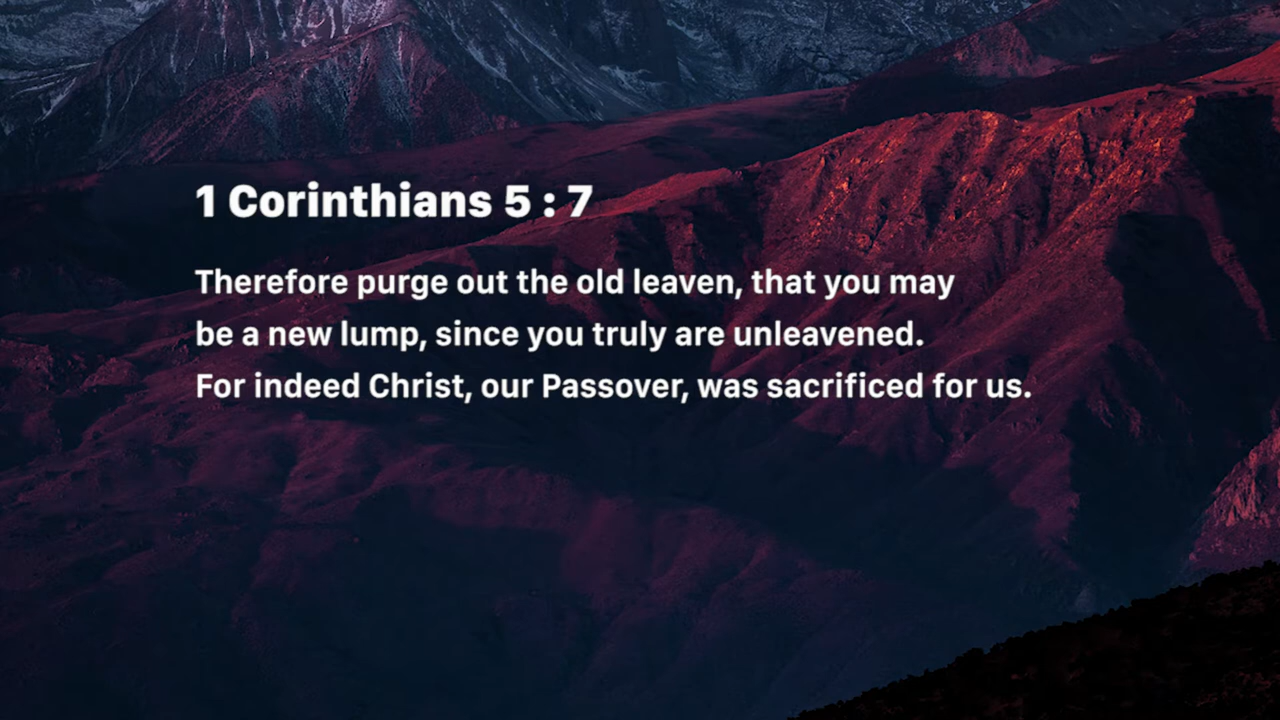 1 Corinthians 5 : 7
Therefore purge out the old leaven, that you may
be a new lump, since you truly are unleavened.
For indeed Christ, our Passover, was sacrificed for us.